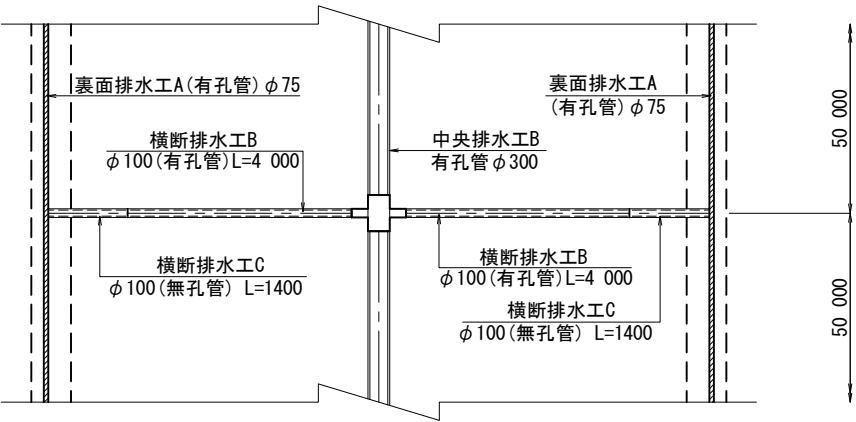 裏面排水工A(有孔管)φ75
裏面排水工A
(有孔管)φ75
横断排水工B
φ100(有孔管)L=4 000
中央排水工B
有孔管φ300
50 000
横断排水工C
φ100(無孔管) L=1400
横断排水工B
φ100(有孔管)L=4 000
横断排水工C
φ100(無孔管) L=1400
50 000